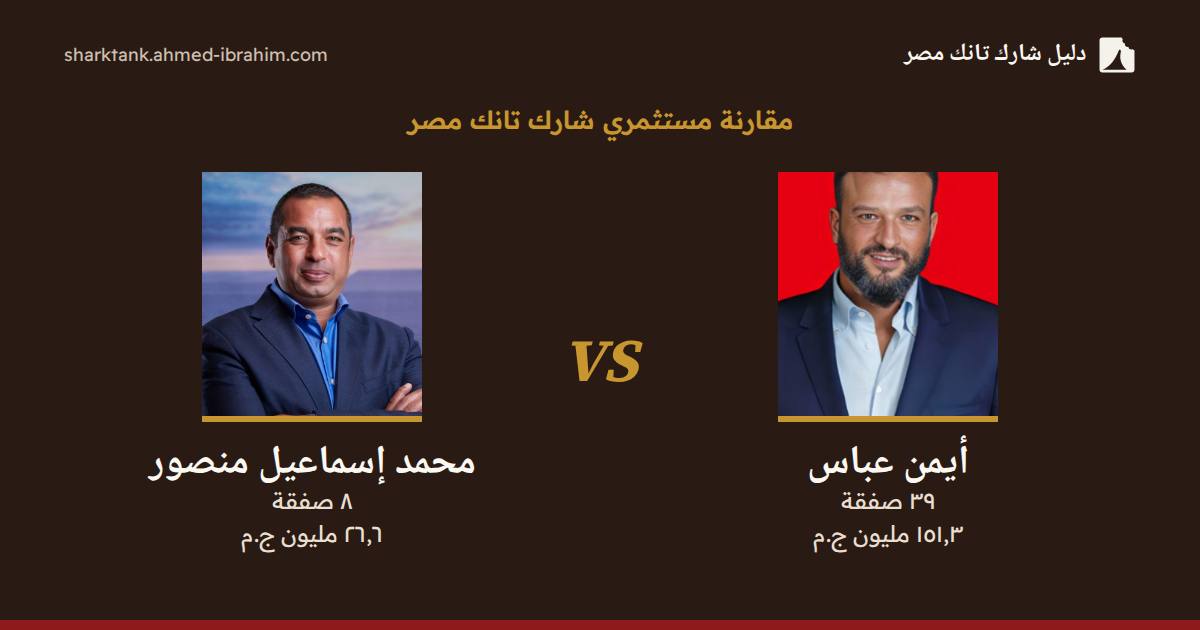 دليل شارك تانك مصر
sharktank.ahmed-ibrahim.com
مقارنة مستثمري شارك تانك مصر
أيمن عباس
٣٩ صفقة
١٥١,٣ مليون ج.م
VS
محمد إسماعيل منصور
٨ صفقة
٢٦,٦ مليون ج.م